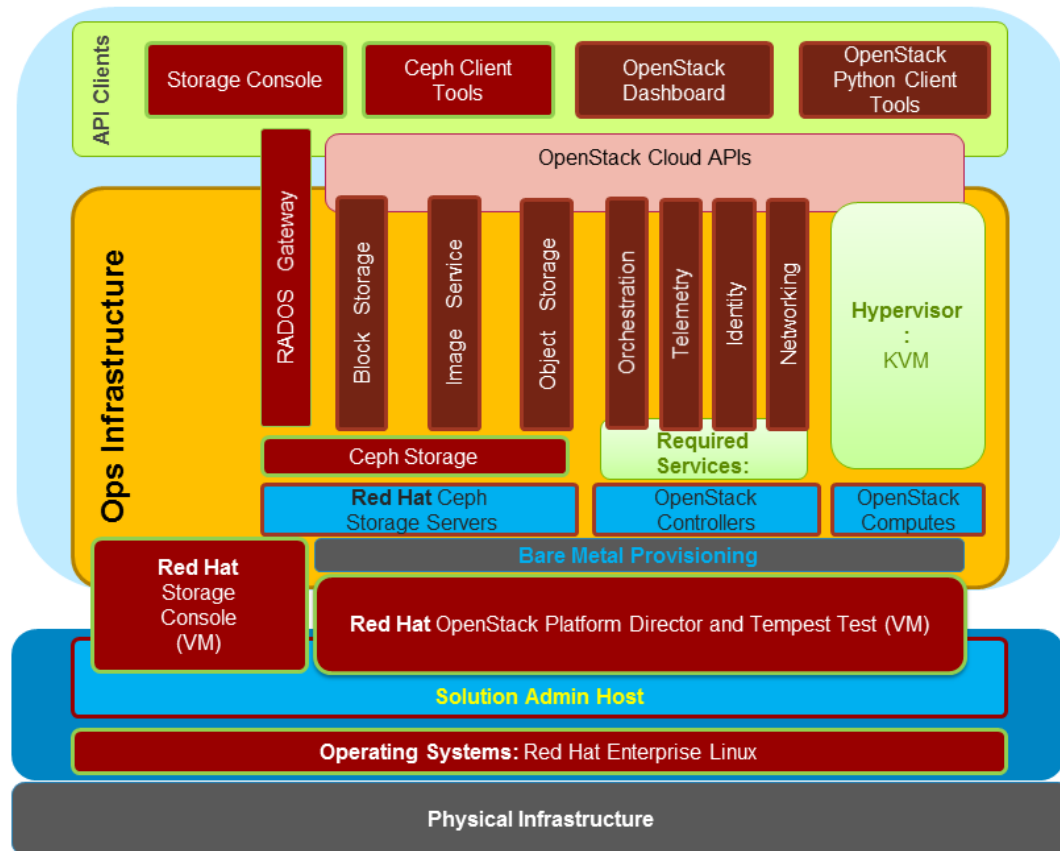 API Clients
Storage Console
Ceph Client
Tools
OpenStack
Dashboard
OpenStack
Python Client
Tools
OpenStack Cloud APIs
Ops Infrastructure
RADOS Gateway
Block Storage
Image Service
Object Storage
Orchestration
Telemetry
Identity
Networking
Hypervisor
:
KVM
Ceph Storage
Required
Services:
Red Hat Ceph
Storage Servers
OpenStack
Controllers
OpenStack
Computes
Bare Metal Provisioning
Red Hat
Storage
Console
(VM)
Red Hat OpenStack Platform Director and Tempest Test (VM)
Solution Admin Host
Operating Systems: Red Hat Enterprise Linux
Physical Infrastructure